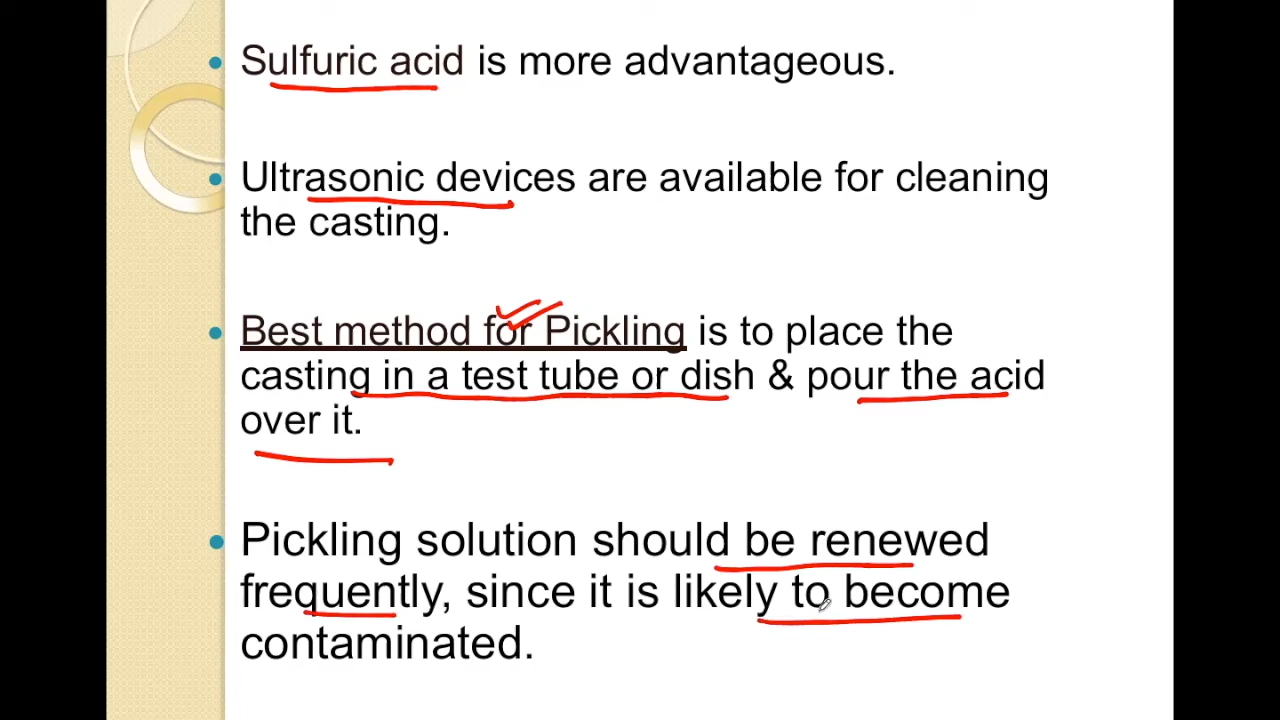 • Sulfuric acid is more advantageous.
• Ultrasonic devices are available for cleaning
the casting.
• Best method for Pickling is to place the
casting in a test tube or dish & pour the acid
over it.
• Pickling solution should be renewed
frequently, since it is likely to become
contaminated.